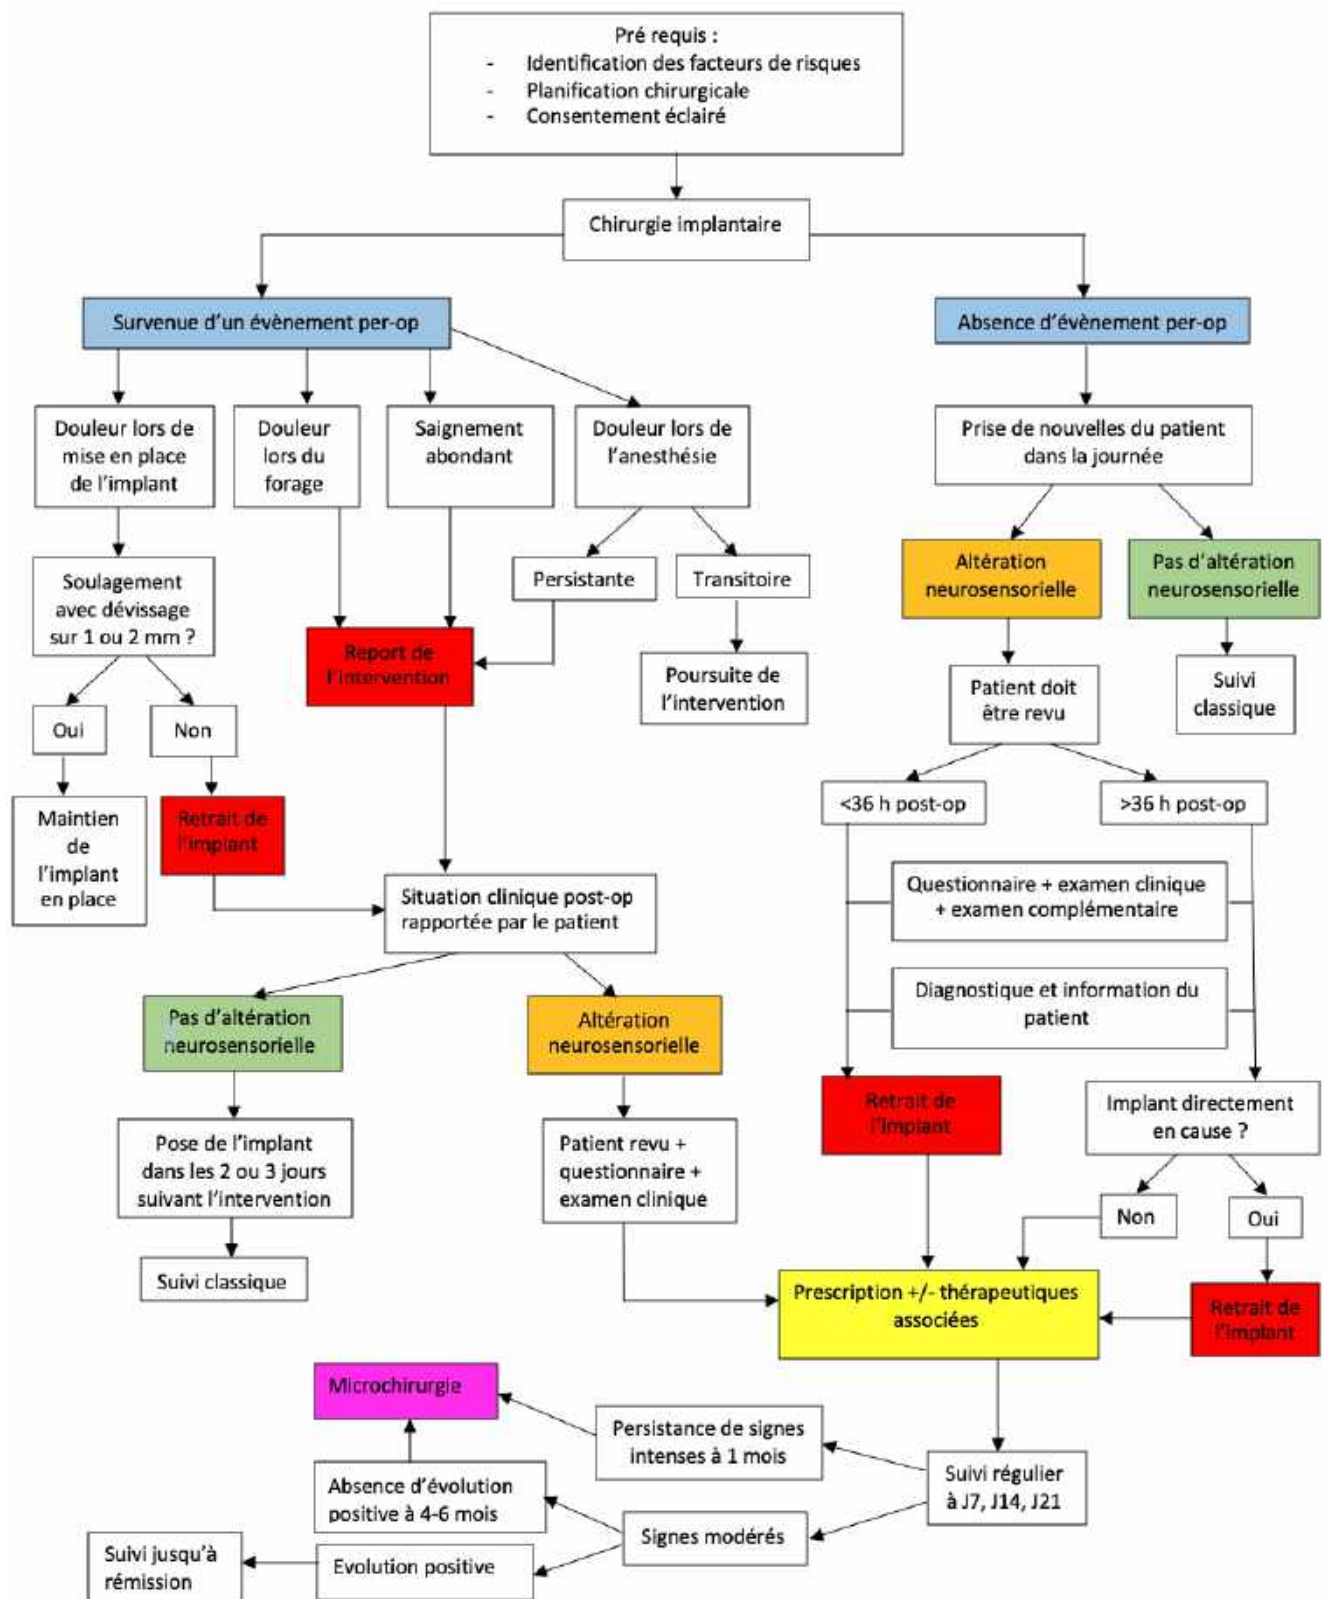 Pré requis :
- Identification des facteurs de risques
- Planification chirurgicale
- Consentement éclairé
Chirurgie implantaire
Survenue d'un évènement per-op
Absence d'évènement per-op
Douleur lors de
mise en place
de l'implant
Douleur
lors du
forage
Saignement
abondant
Douleur lors de
l'anesthésie
Prise de nouvelles du patient
dans la journée
Soulagement
avec dévissage
sur 1 ou 2 mm ?
Persistante
Transitoire
Altération
neurosensorielle
Pas d'altération
neurosensorielle
Report de
l'intervention
Poursuite de
l'intervention
Patient doit
être revu
Suivi
classique
Oui
Non
<36 h post-op
>36 h post-op
Maintien
de
l'implant
en place
Retrait de
l'implant
Situation clinique post-op
rapportée par le patient
Questionnaire + examen clinique
+ examen complémentaire
Diagnostique et information du
patient
Pas d'altération
neurosensorielle
Altération
neurosensorielle
Retrait de
l'implant
Implant directement
en cause ?
Pose de l'implant
dans les 2 ou 3 jours
suivant l'intervention
Patient revu +
questionnaire +
examen clinique
Non
Oui
Suivi classique
Prescription +/- thérapeutiques
associées
Retrait de
l'implant
Microchirurgie
Persistance de signes
intenses à 1 mois
Suivi régulier
à J7, J14, J21
Absence d'évolution
positive à 4-6 mois
Signes modérés
Suivi jusqu'à
rémission
Evolution positive